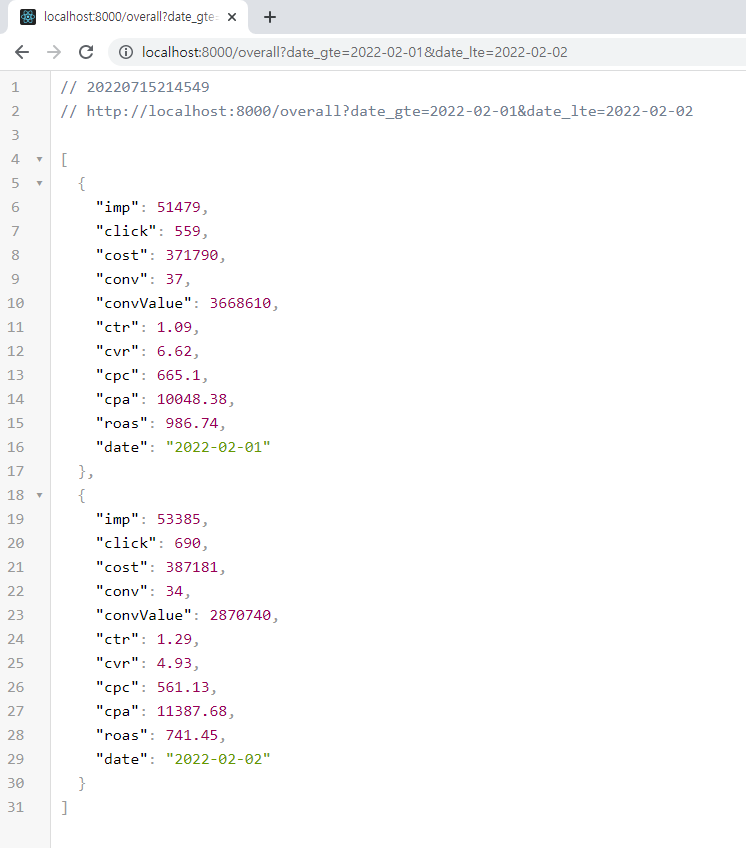 localhost:8000/overall?date_gte=
localhost:8000/overall?date_gte=2022-02-01&date_lte=2022-02-02
1 // 20220715214549
2 // http://localhost:8000/overall?date_gte=2022-02-01&date_lte=2022-02-02
3
4 [
5 {
6 "imp": 51479,
7 "click": 559,
8 "cost": 371790,
9 "conv": 37,
10 "convValue": 3668610,
11 "ctr": 1.09,
12 "cvr": 6.62,
13 "cpc": 665.1,
14 "cpa": 10048.38,
15 "roas": 986.74,
16 "date": "2022-02-01"
17 },
18 {
19 "imp": 53385,
20 "click": 690,
21 "cost": 387181,
22 "conv": 34,
23 "convValue": 2870740,
24 "ctr": 1.29,
25 "cvr": 4.93,
26 "cpc": 561.13,
27 "cpa": 11387.68,
28 "roas": 741.45,
29 "date": "2022-02-02"
30 }
31 ]